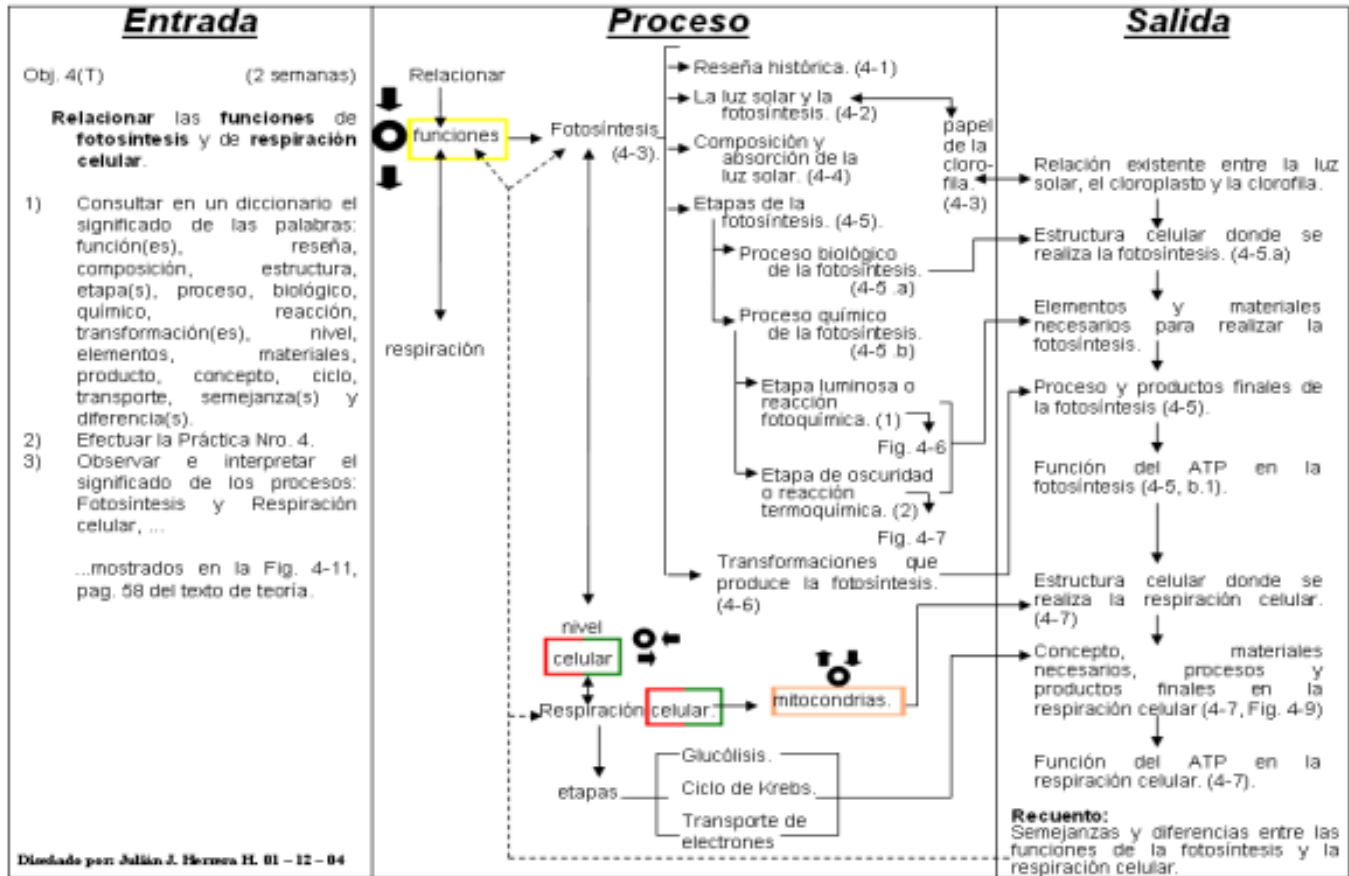 Entrada
Obj. 4(T) (2 semanas)
Relacionar las funciones de
fotosíntesis y de respiración
celular.
1) Consultar en un diccionario el
significado de las palabras:
función(es), reseña,
composición, estructura,
etapa(s), proceso, biológico,
químico, reacción,
transformación(es), nivel,
elementos, materiales,
producto, concepto, ciclo,
transporte, semejanza(s) y
diferencia(s).
2) Efectuar la Práctica Nro. 4.
3) Observar e interpretar el
significado de los procesos:
Fotosíntesis y Respiración
celular, ...
...mostrados en la Fig. 4-11,
pag. 58 del texto de teoría.
Diseñado por: Julián J. Herrera H. 01 – 12 – 04
Proceso
Relacionar
funciones
respiración
Fotosíntesis
(4-3).
Reseña histórica. (4-1)
La luz solar y la
fotosíntesis. (4-2)
Composición y
absorción de la
luz solar. (4-4)
Etapas de la
fotosíntesis. (4-5).
Proceso biológico
de la fotosíntesis.
(4-5 .a)
Proceso químico
de la fotosíntesis.
(4-5 .b)
Etapa luminosa o
reacción
fotoquímica. (1)
Fig. 4-6
Etapa de oscuridad
o reacción
termoquímica. (2)
Fig. 4-7
Transformaciones que
produce la fotosíntesis.
(4-6)
papel
de la
cloro-
fila.
(4-3)
nivel
celular
Respiración celular.
mitocondrias.
etapas
Glucólisis.
Ciclo de Krebs.
Transporte de
electrones
Salida
Relación existente entre la luz
solar, el cloroplasto y la clorofila.
Estructura celular donde se
realiza la fotosíntesis. (4-5.a)
Elementos y materiales
necesarios para realizar la
fotosíntesis.
Proceso y productos finales de
la fotosíntesis (4-5).
Función del ATP en la
fotosíntesis (4-5, b.1).
Estructura celular donde se
realiza la respiración celular.
(4-7)
Concepto, materiales
necesarios, procesos y
productos finales en la
respiración celular (4-7, Fig. 4-9)
Función del ATP en la
respiración celular. (4-7).
Recuento:
Semejanzas y diferencias entre las
funciones de la fotosíntesis y la
respiración celular.